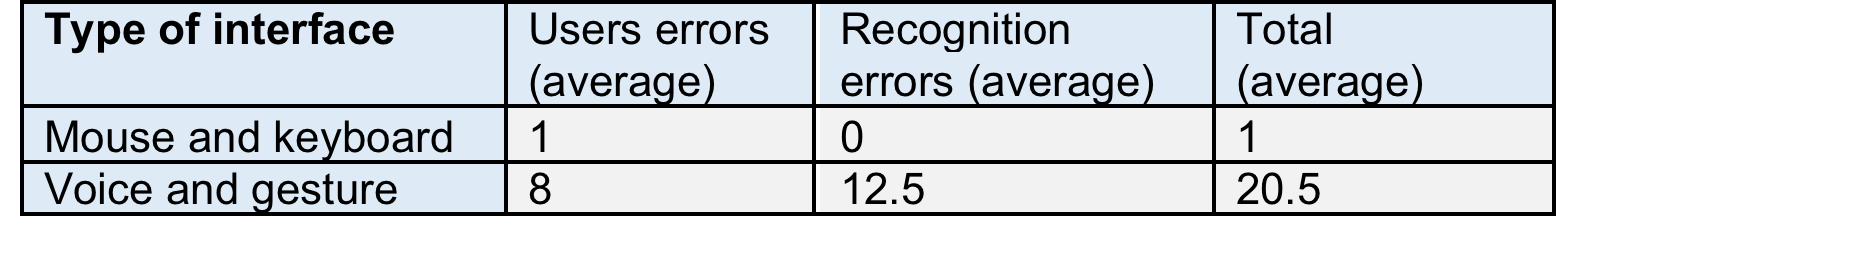 Type of interface Users errors (average) Recognition errors (average) Total (average)
Mouse and keyboard 1 0 1
Voice and gesture 8 12.5 20.5